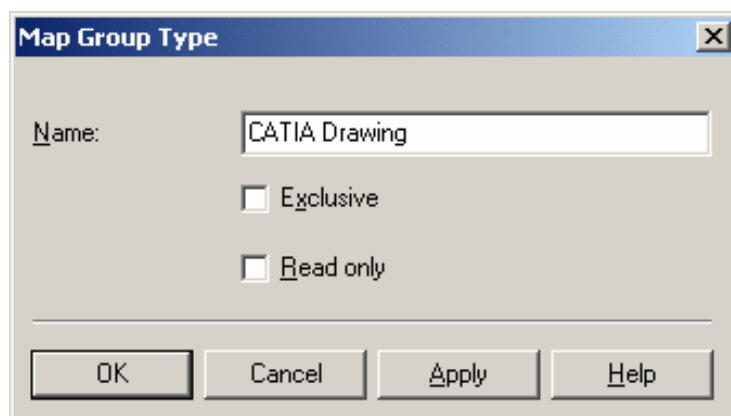 Map Group Type
Name: CATIA Drawing
Exclusive
Read only
OK Cancel Apply Help